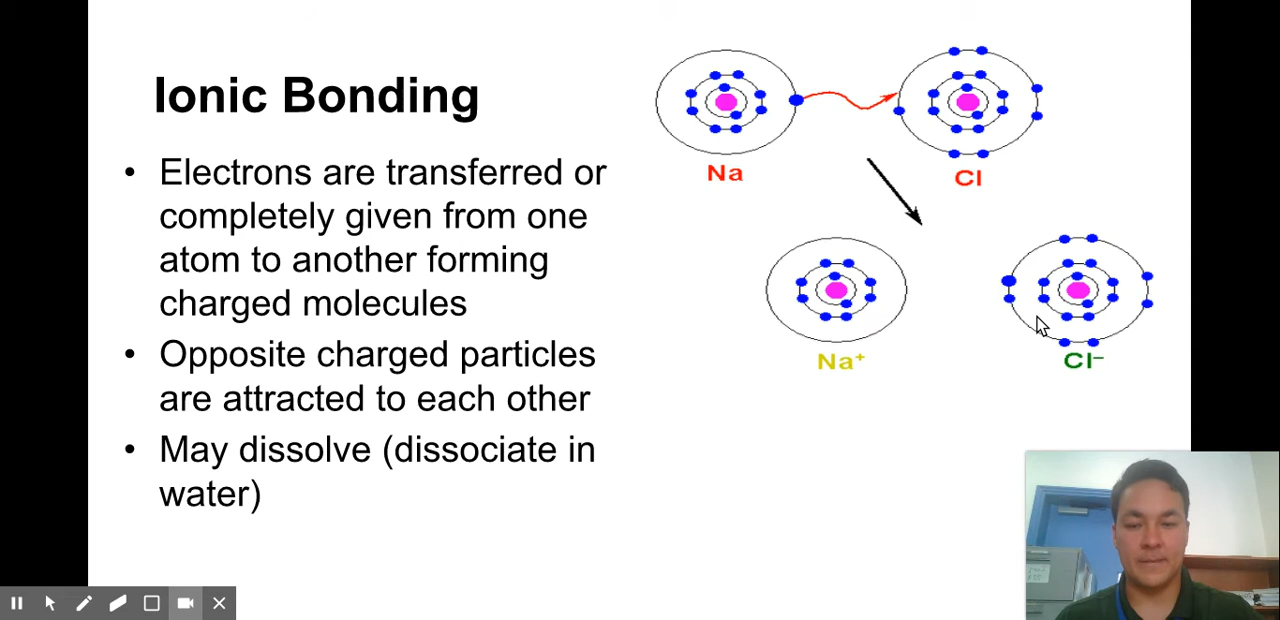 Ionic Bonding
• Electrons are transferred or
completely given from one
atom to another forming
charged molecules
• Opposite charged particles
are attracted to each other
• May dissolve (dissociate in
water)
Na
Cl
Na⁺
Cl⁻